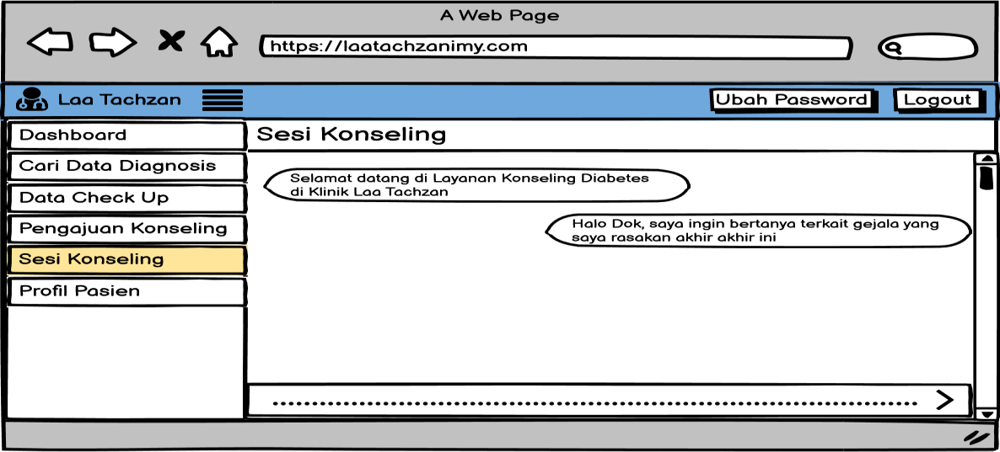 A Web Page
https://laatachzanimy.com
Laa Tachzan
Ubah Password
Logout
Dashboard
Cari Data Diagnosis
Data Check Up
Pengajuan Konseling
Sesi Konseling
Profil Pasien
Sesi Konseling
Selamat datang di Layanan Konseling Diabetes
di Klinik Laa Tachzan
Halo Dok, saya ingin bertanya terkait gejala yang
saya rasakan akhir akhir ini